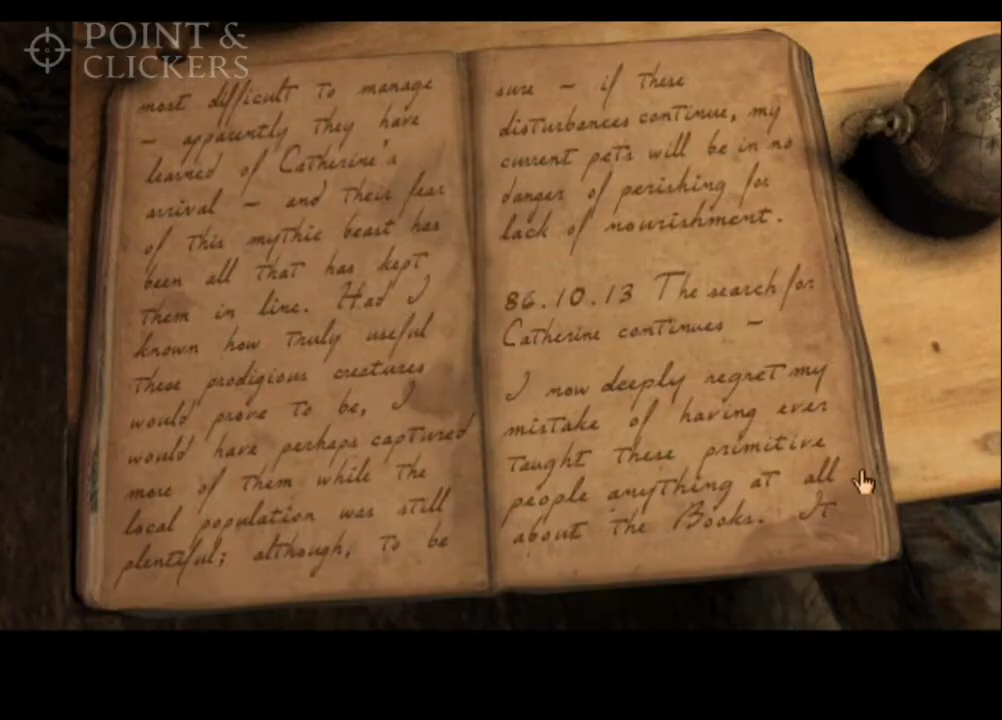 POINT &
CLICKERS
most difficult to manage
– apparently they have
learned of Catherine's
arrival – and their fear
of this mythic beast has
been all that has kept
them in line. Had I
known how truly useful
these prodigious creatures
would prove to be, I
would have perhaps captured
more of them while the
local population was still
plentiful; although, to be
sure – if these
disturbances continue, my
current pets will be in no
danger of perishing for
lack of nourishment.
86.10.13 The search for
Catherine continues –
I now deeply regret my
mistake of having ever
taught these primitive
people anything at all
about the Books. It